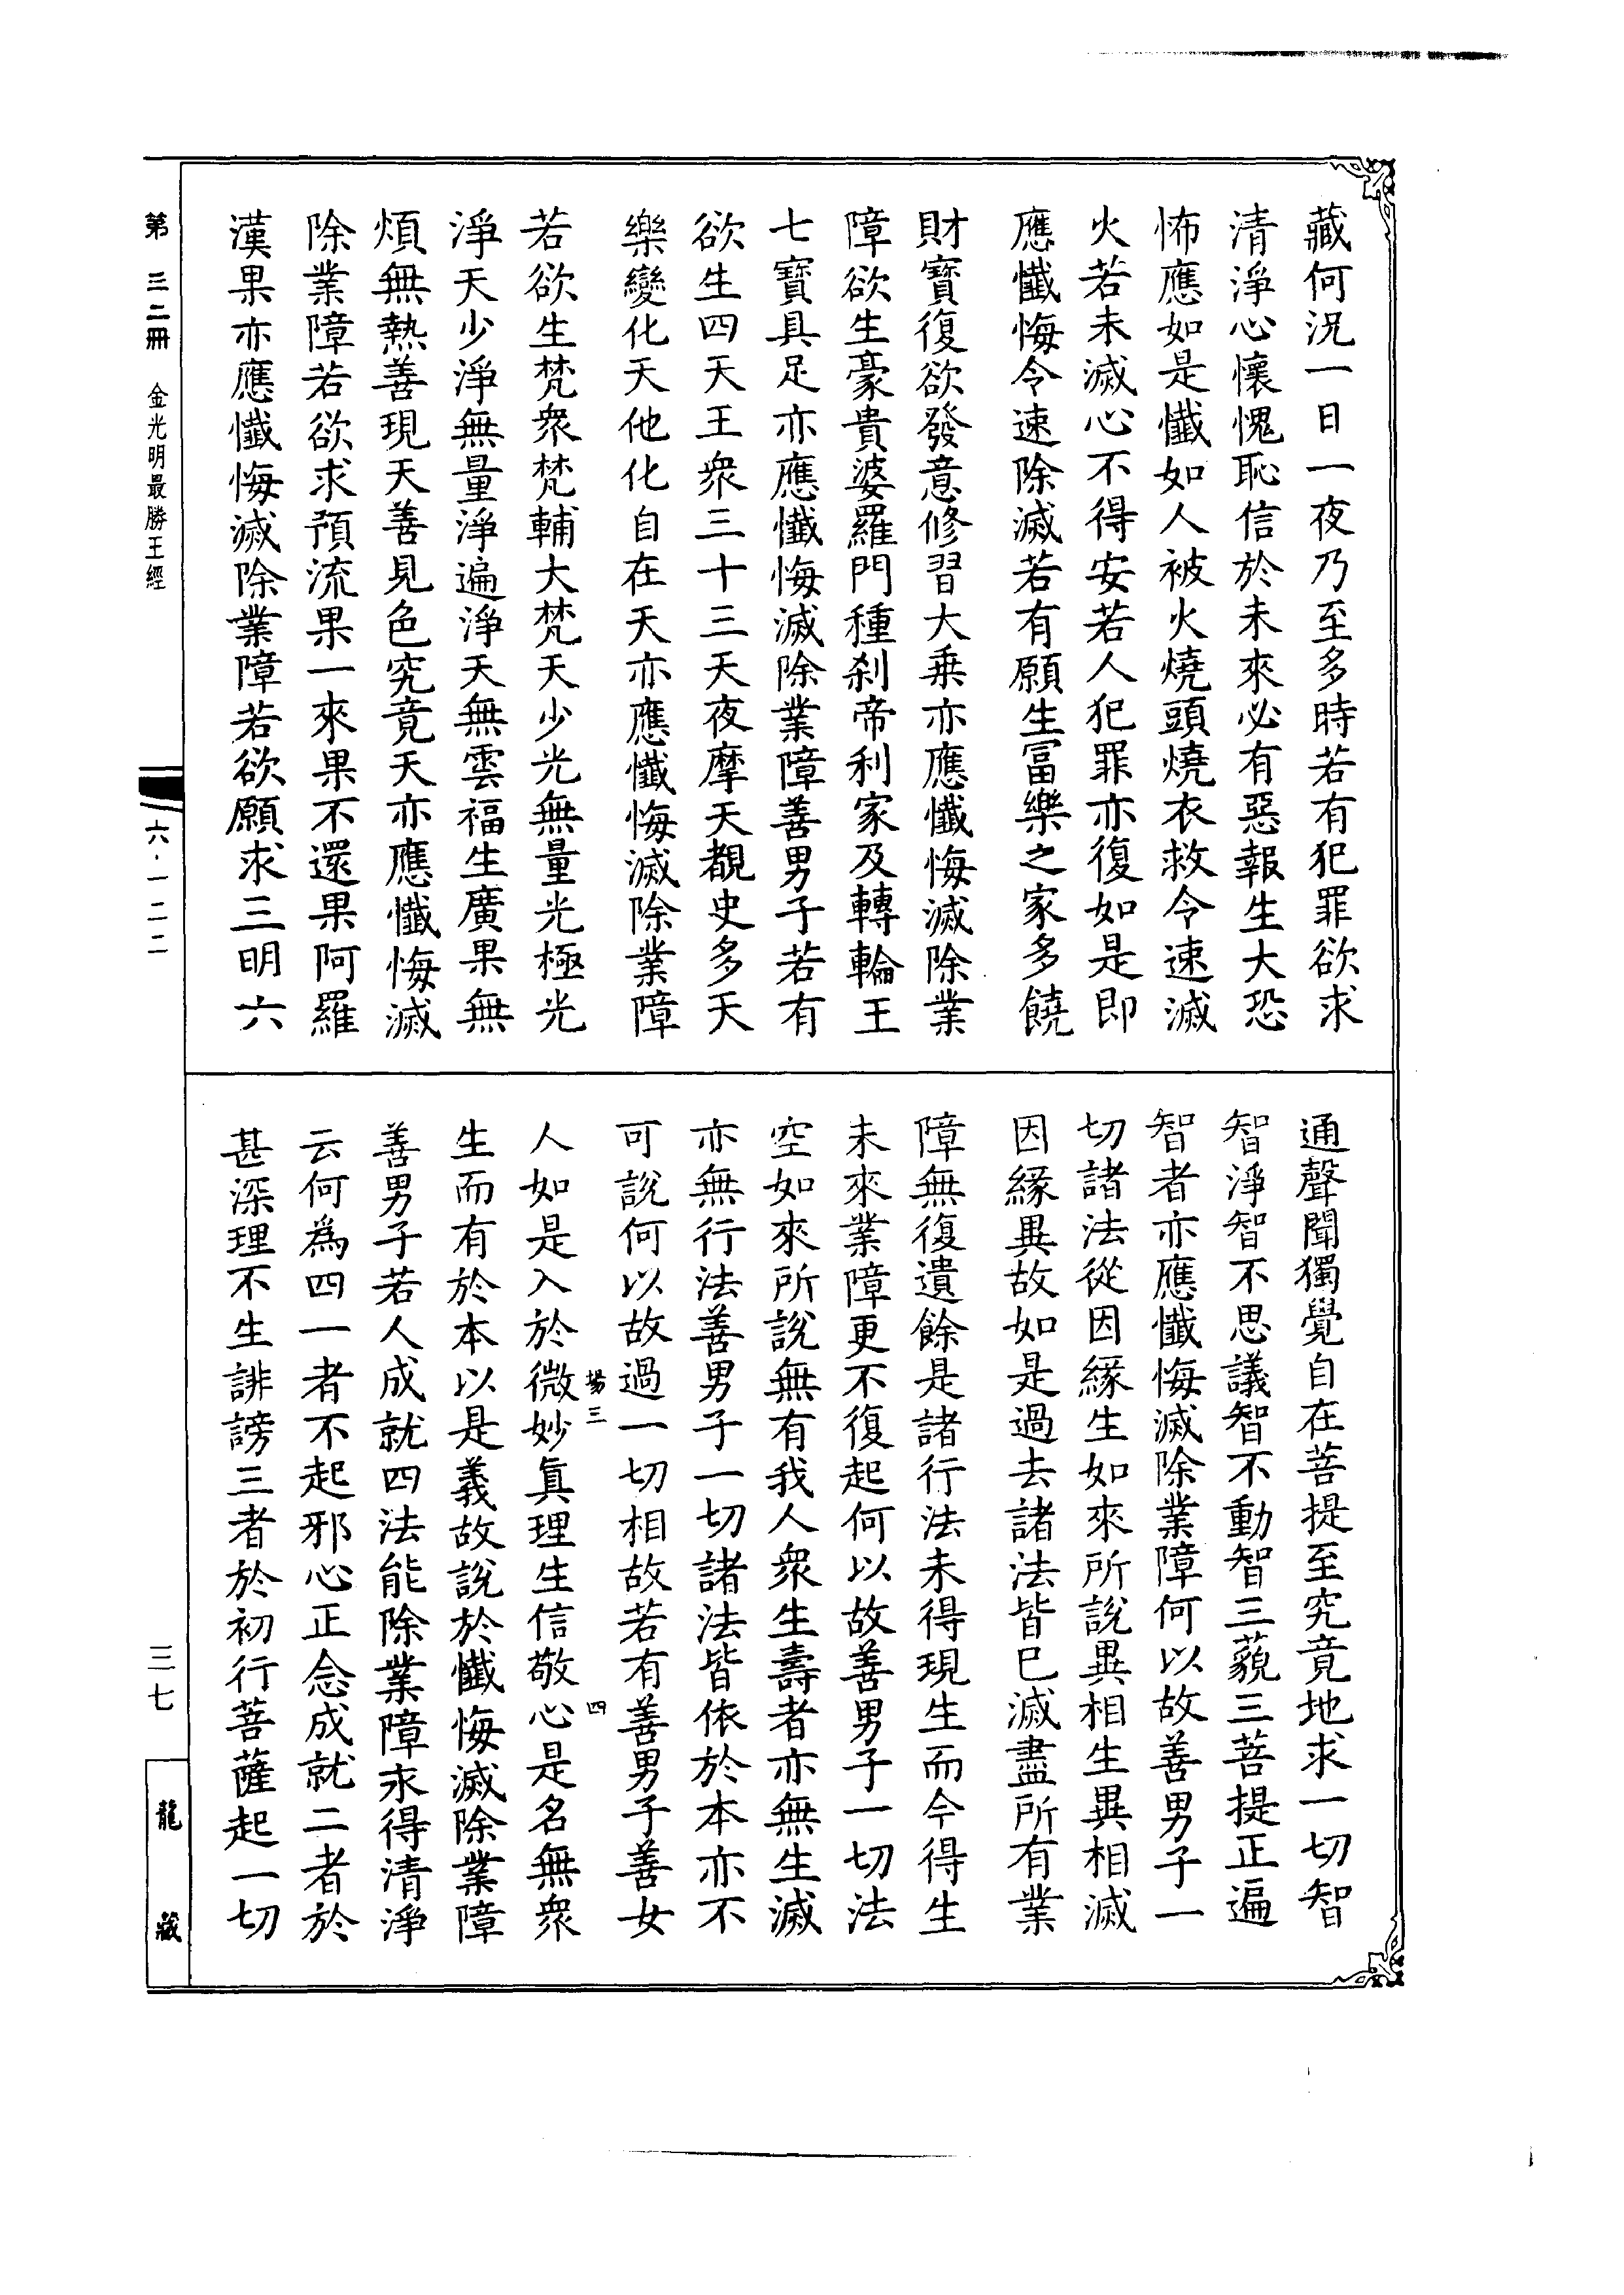 藏何況一日一夜乃至多時若有犯罪欲求
清淨心懷愧恥信於未來必有惡報生大恐
怖應如是懺如人被火燒頭燒衣救令速滅
火若未滅心不得安若人犯罪亦復如是即
應懺悔令速除滅若有願生富樂之家多饒
財寶復欲發意修習大乗亦應懺悔滅除業
障欲生豪貴婆羅門種刹帝利家及轉輪王
七寶具足亦應懺悔滅除業障善男子若有
欲生四天王衆三十三天夜摩天覩史多天
樂變化天他化自在天亦應懺悔滅除業障
若欲生梵衆梵輔大梵天少光無量光極光
淨天少淨無量淨遍淨天無雲福生廣果無
煩無熱善現天善見色究竟天亦應懺悔滅
除業障若欲求預流果一來果不還果阿羅
漢果亦應懺悔滅除業障若欲願求三明六
通聲聞獨覺自在菩提至究竟地求一切智
智淨智不思議智不動智三藐三菩提正遍
智者亦應懺悔滅除業障何以故善男子一
切諸法從因緣生如來所說異相生異相滅
因緣異故如是過去諸法皆已滅盡所有業
障無復遺餘是諸行法未得現生而今得生
未來業障更不復起何以故善男子一切法
空如來所說無有我人衆生壽者亦無生滅
亦無行法善男子一切諸法皆依於本亦不
可說何以故過一切相故若有善男子善女
塲三
四
人如是入於微妙眞理生信敬心是名無衆
生而有於本以是義故說於懺悔滅除業障
善男子若人成就四法能除業障永得清淨
云何為四一者不起邪心正念成就二者於
甚深理不生誹謗三者於初行菩薩起一切
第三二冊
金光明最勝王經
六·一二二
三七
龍藏